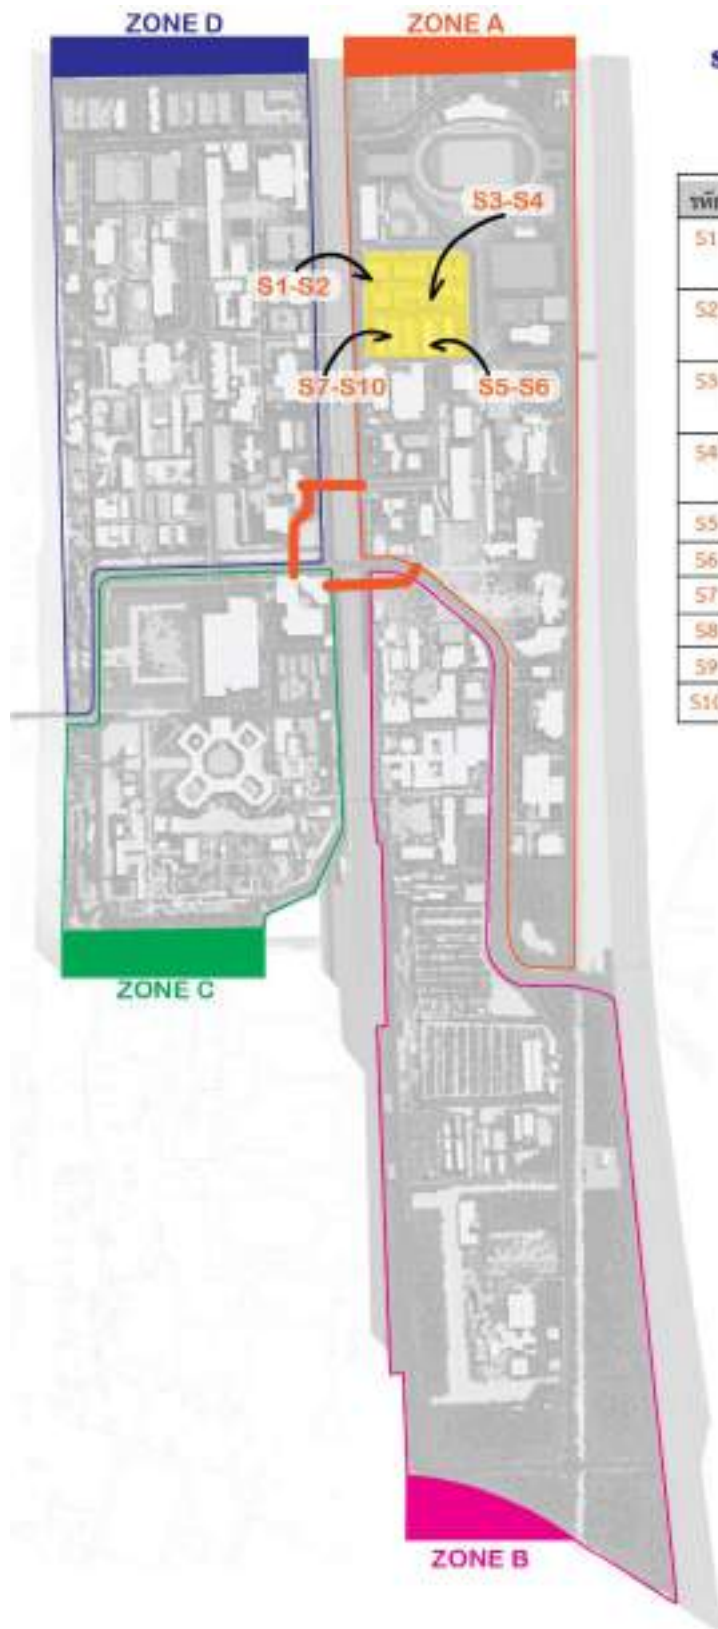 ZONE D
ZONE A
S3-S4
S1-S2
S7-S10
S5-S6
ZONE C
ZONE B
S1
S2
S3
S4
S5
S6
S7
S8
S9
S10